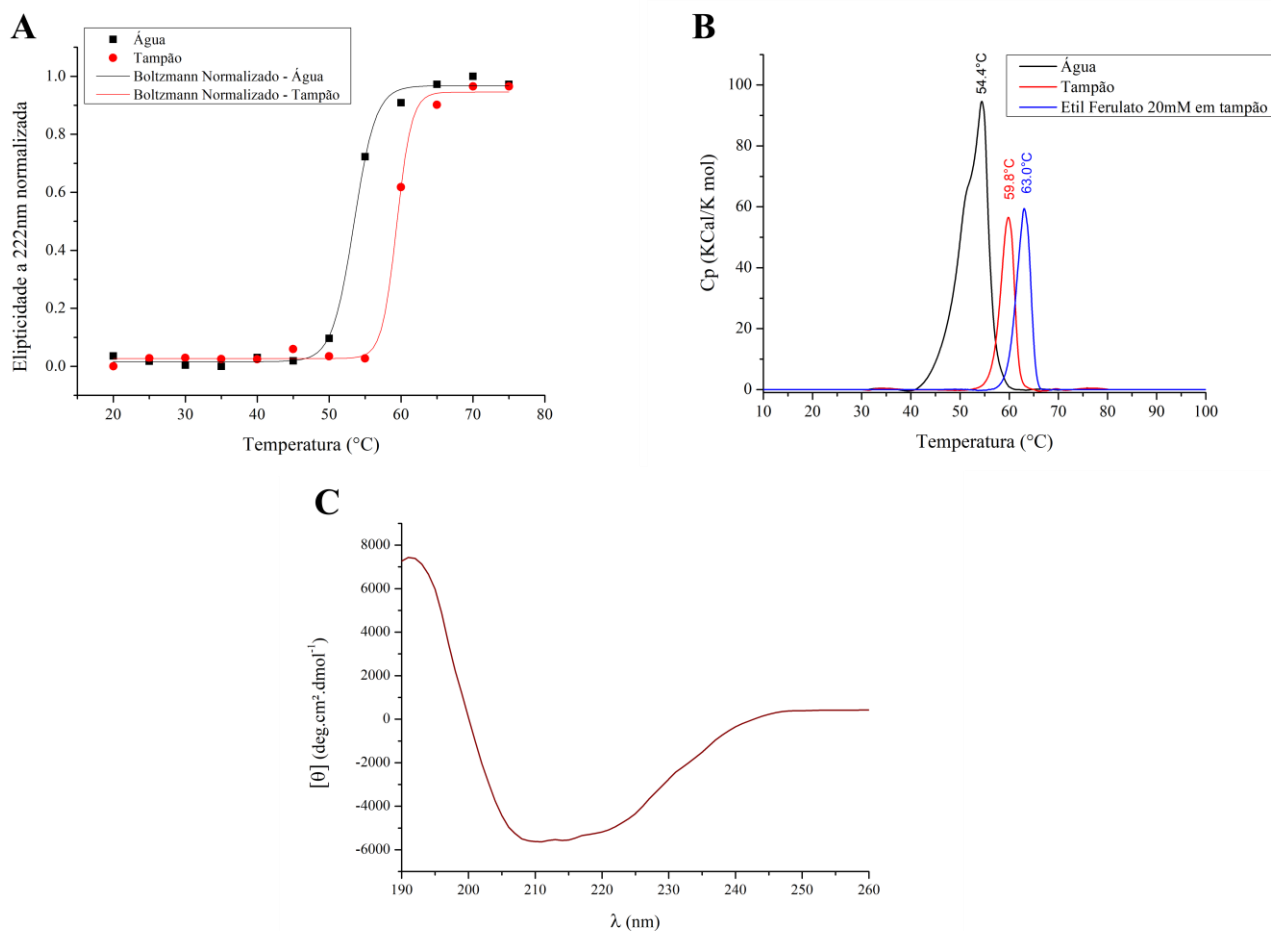 A
Água
Tampão
Boltzmann Normalizado - Água
Boltzmann Normalizado - Tampão
Elipticidade a 222nm normalizada
1.0
0.8
0.6
0.4
0.2
0.0
20 30 40 50 60 70 80
Temperatura (°C)
B
Água
Tampão
Etil Ferulato 20mM em tampão
54.4°C
59.8°C
63.0°C
Cp (KCal/K mol)
100
80
60
40
20
0
10 20 30 40 50 60 70 80 90 100
Temperatura (°C)
C
[θ] (deg.cm².dmol⁻¹)
8000
6000
4000
2000
0
-2000
-4000
-6000
190 200 210 220 230 240 250 260
λ (nm)